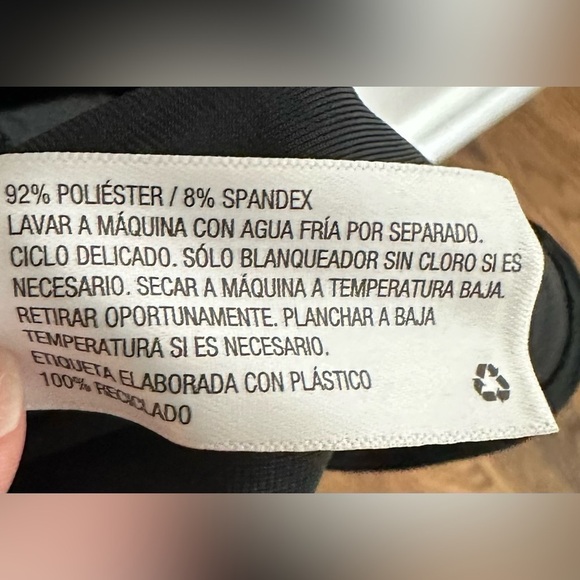 92% POLIÉSTER / 8% SPANDEX
LAVAR A MÁQUINA CON AGUA FRÍA POR SEPARADO.
CICLO DELICADO. SÓLO BLANQUEADOR SIN CLORO SI ES
NECESARIO. SECAR A MÁQUINA A TEMPERATURA BAJA.
RETIRAR OPORTUNAMENTE. PLANCHAR A BAJA
TEMPERATURA SI ES NECESARIO.
ETIQUETA ELABORADA CON PLÁSTICO
100% RECICLADO